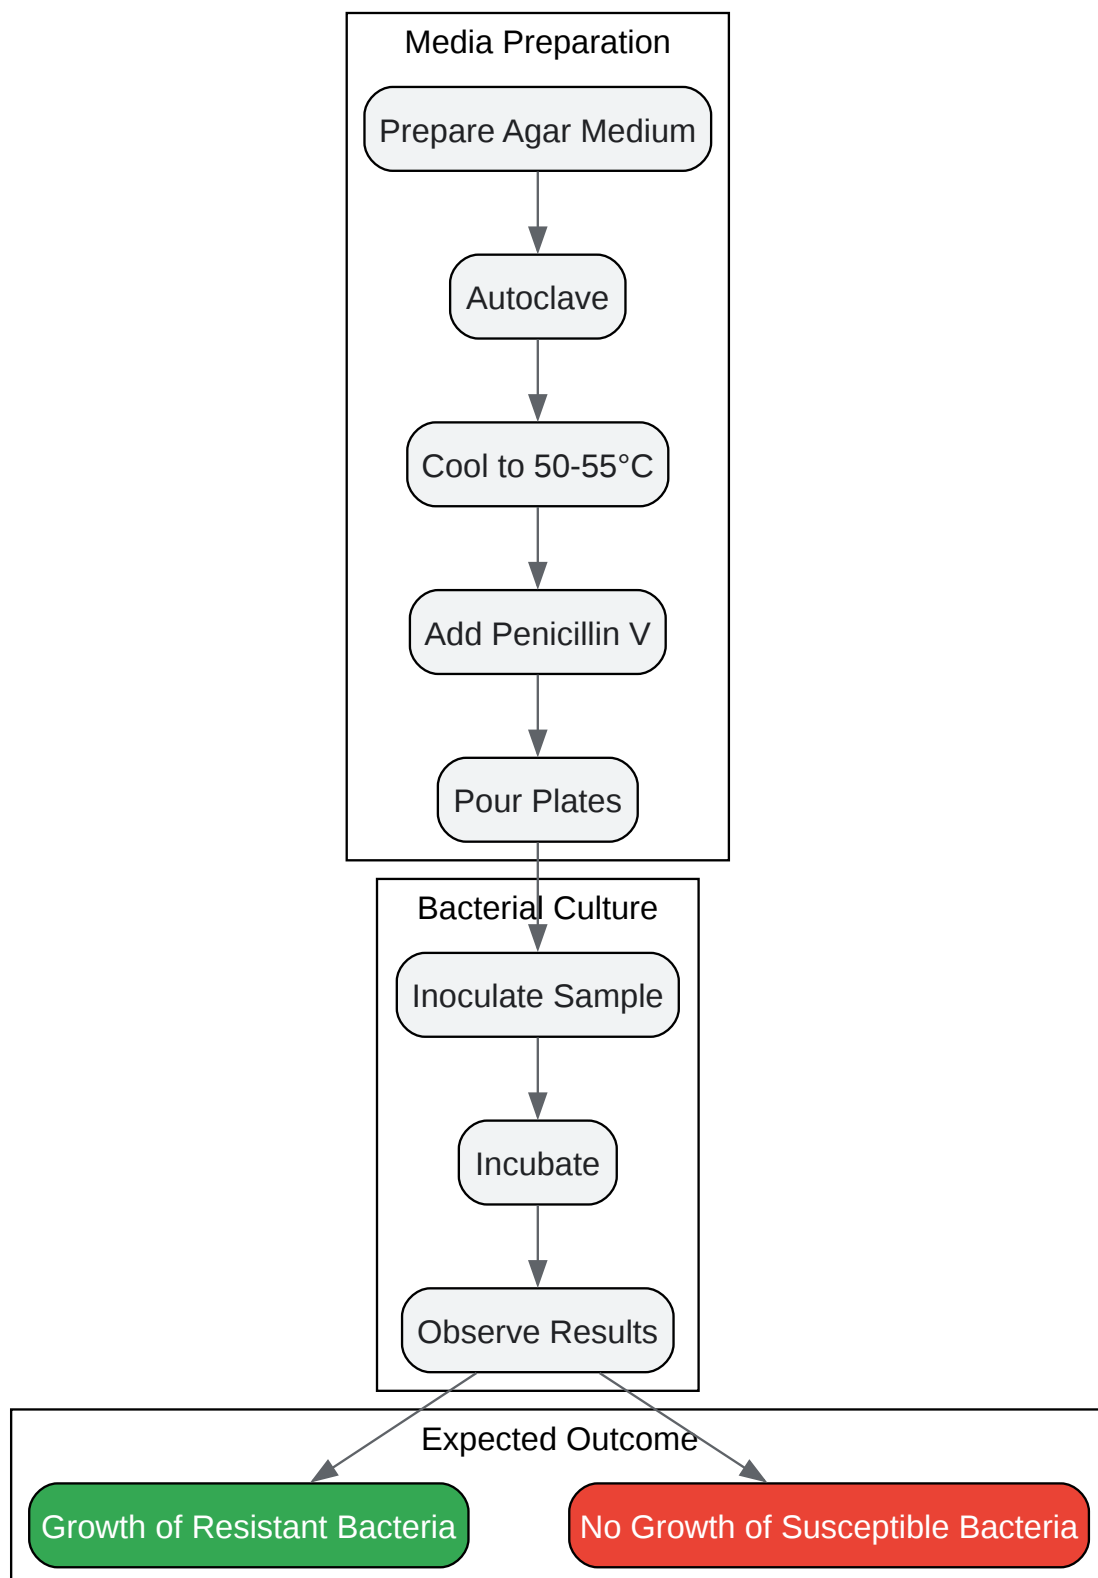 Media Preparation
Prepare Agar Medium
Autoclave
Cool to 50-55°C
Add Penicillin V
Pour Plates
Bacterial Culture
Inoculate Sample
Incubate
Observe Results
Expected Outcome
Growth of Resistant Bacteria
No Growth of Susceptible Bacteria